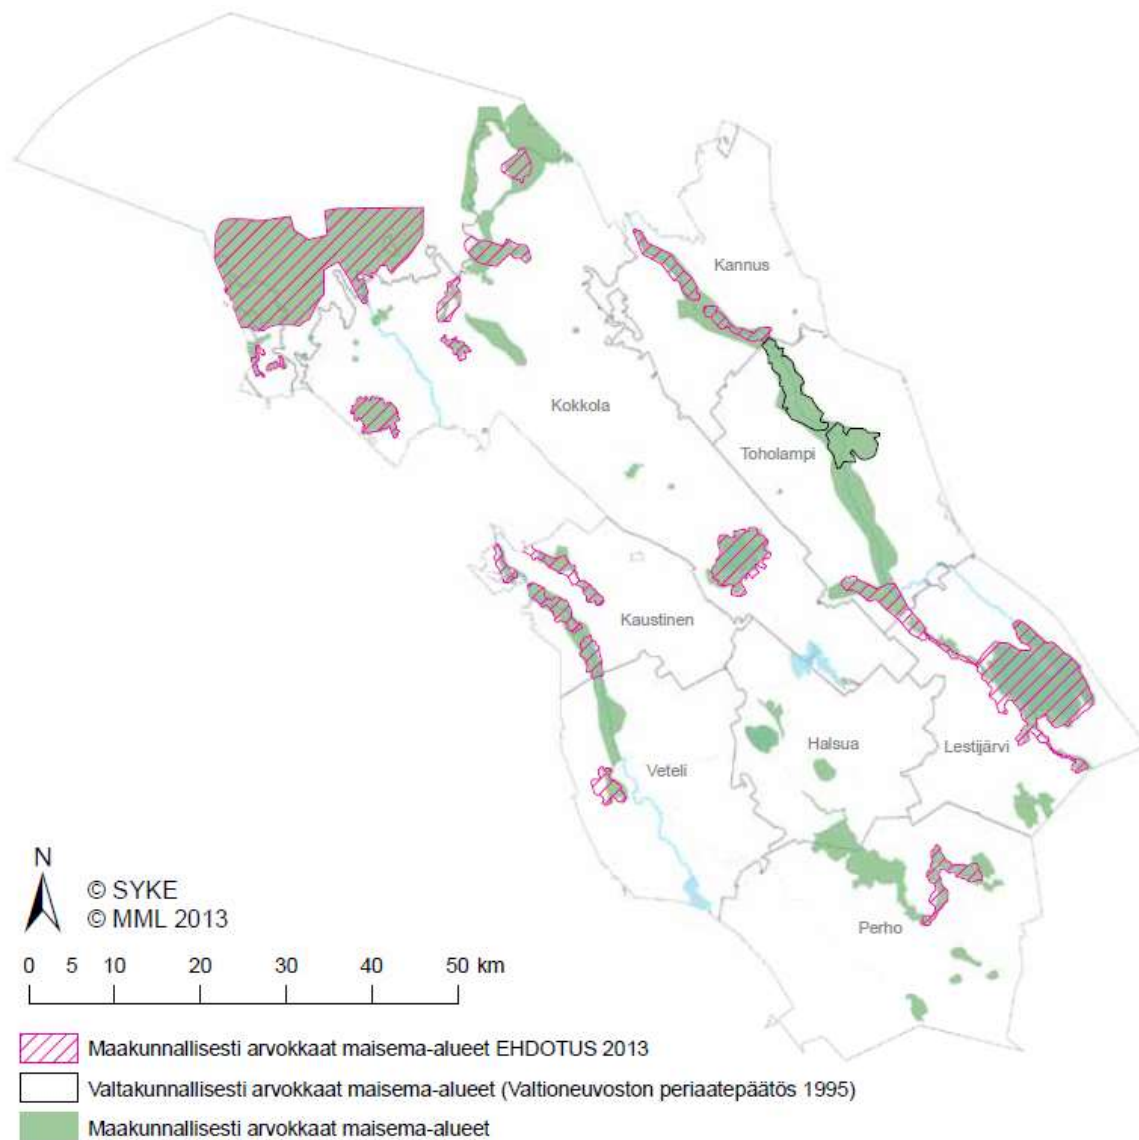 Kannus
Kokkola
Toholampi
Kaustinen
Halsua
Lestijärvi
Veteli
Perho
N
© SYKE
© MML 2013
0 5 10 20 30 40 50 km
Maakunnallisesti arvokkaat maisema-alueet EHDOTUS 2013
Valtakunnallisesti arvokkaat maisema-alueet (Valtioneuvoston periaatepäätös 1995)
Maakunnallisesti arvokkaat maisema-alueet